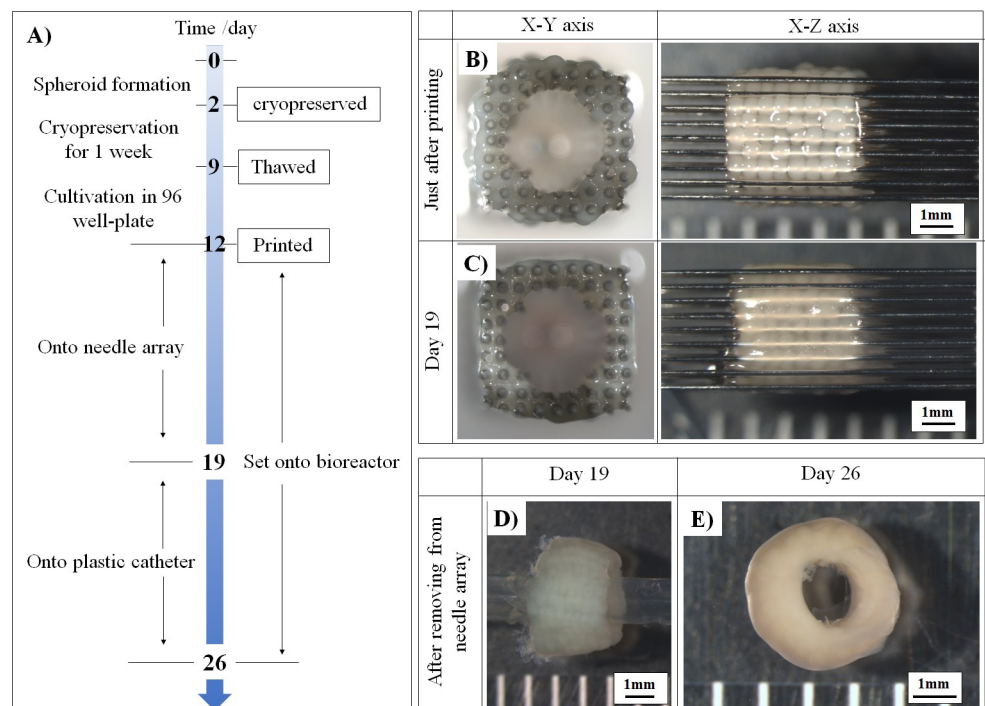 A)
Time /day
0
Spheroid formation
2
cryopreserved
Cryopreservation
for 1 week
9
Thawed
Cultivation in 96
well-plate
12
Printed
Onto needle array
19
Set onto bioreactor
Onto plastic catheter
26
X-Y axis
X-Z axis
Just after printing
B)
1mm
Day 19
C)
1mm
Day 19
Day 26
After removing from
needle array
D)
1mm
E)
1mm